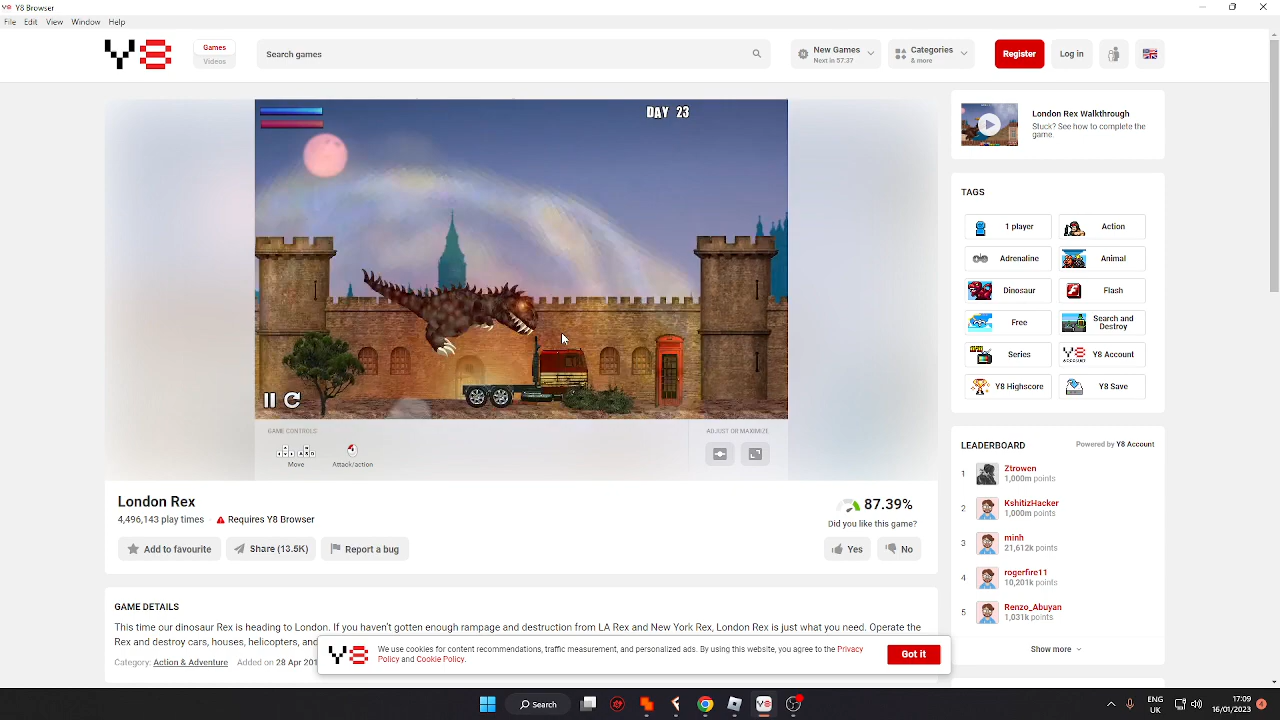 Y8 Browser
File Edit View Window Help
Games
Videos
Search games
New Games
Next in 57.37
Categories
& more
Register
Log in
DAY 23
GAME CONTROLS
Move
Attack/action
ADJUST OR MAXIMIZE
London Rex
4,496,143 play times
Requires Y8 Browser
87.39%
Did you like this game?
Add to favourite
Share (13.5K)
Report a bug
Yes
No
GAME DETAILS
This time our dinosaur Rex is heading to London. If you haven't gotten enough rampage and destruction from LA Rex and New York Rex, London Rex is just you way. Operate the
Rex and destroy cars, houses, helicopters, and
Category: Action & Adventure Added on 28 Apr 201
We use cookies for content recommendations, traffic measurement, and personalized ads. By using this website, you agree to the Privacy
Policy and Cookie Policy.
Got it
London Rex Walkthrough
Stuck? See how to complete the
game.
TAGS
1 player
Action
Adrenaline
Animal
Dinosaur
Flash
Free
Search and
Destroy
Series
Y8 Account
Y8 Highscore
Y8 Save
LEADERBOARD
Powered by Y8 Account
1
Ztrowen
1,000m points
2
KshitizHacker
1,000m points
3
minh
21,612k points
4
rogerfire11
10,201k points
5
Renzo_Abuyan
1,031k points
Show more
Search
ENG
UK
17:09
16/01/2023
4